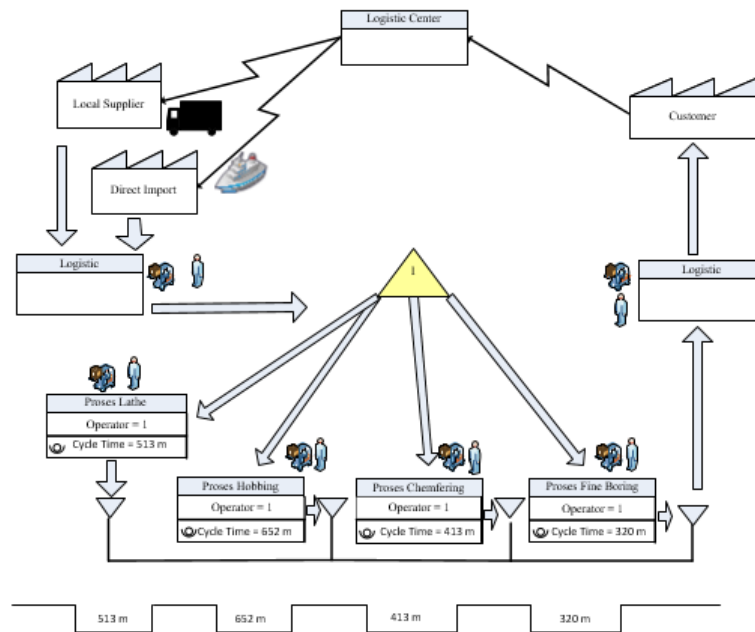 Logistic Center
Local Supplier
Customer
Direct Import
Logistic
1
Logistic
Proses Lathe
Operator = 1
Cycle Time = 513 m
Proses Hobbing
Operator = 1
Cycle Time = 652 m
Proses Chemfering
Operator = 1
Cycle Time = 413 m
Proses Fine Boring
Operator = 1
Cycle Time = 320 m
513 m
652 m
413 m
320 m